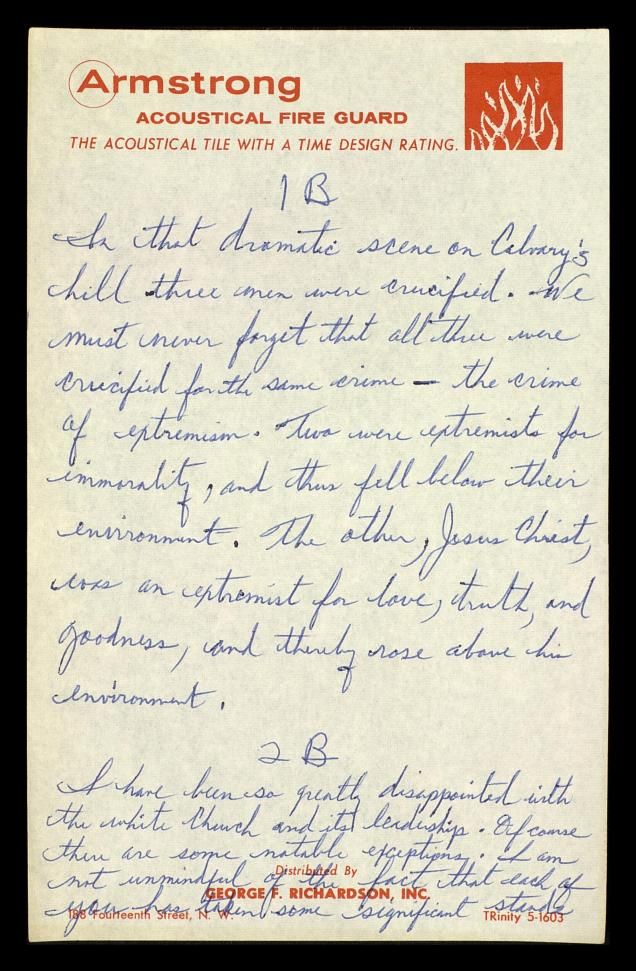 Armstrong
ACOUSTICAL FIRE GUARD
THE ACOUSTICAL TILE WITH A TIME DESIGN RATING.
1 B
In that dramatic scene on Calvary's
hill three men were crucified. We
must never forget that all three were
crucified for the same crime — the crime
of extremism. Two were extremists for
immorality, and thus fell below their
environment. The other, Jesus Christ,
was an extremist for love, truth, and
goodness, and thereby rose above his
environment.
2 B
I have been so greatly disappointed with
the white church and its leadership. Of course
there are some notable exceptions. I am
not unmindful of the fact that each of
you has taken some significant stands
Distributed By
GEORGE F. RICHARDSON, INC.
188 Fourteenth Street, N. W.
TRinity 5-1603